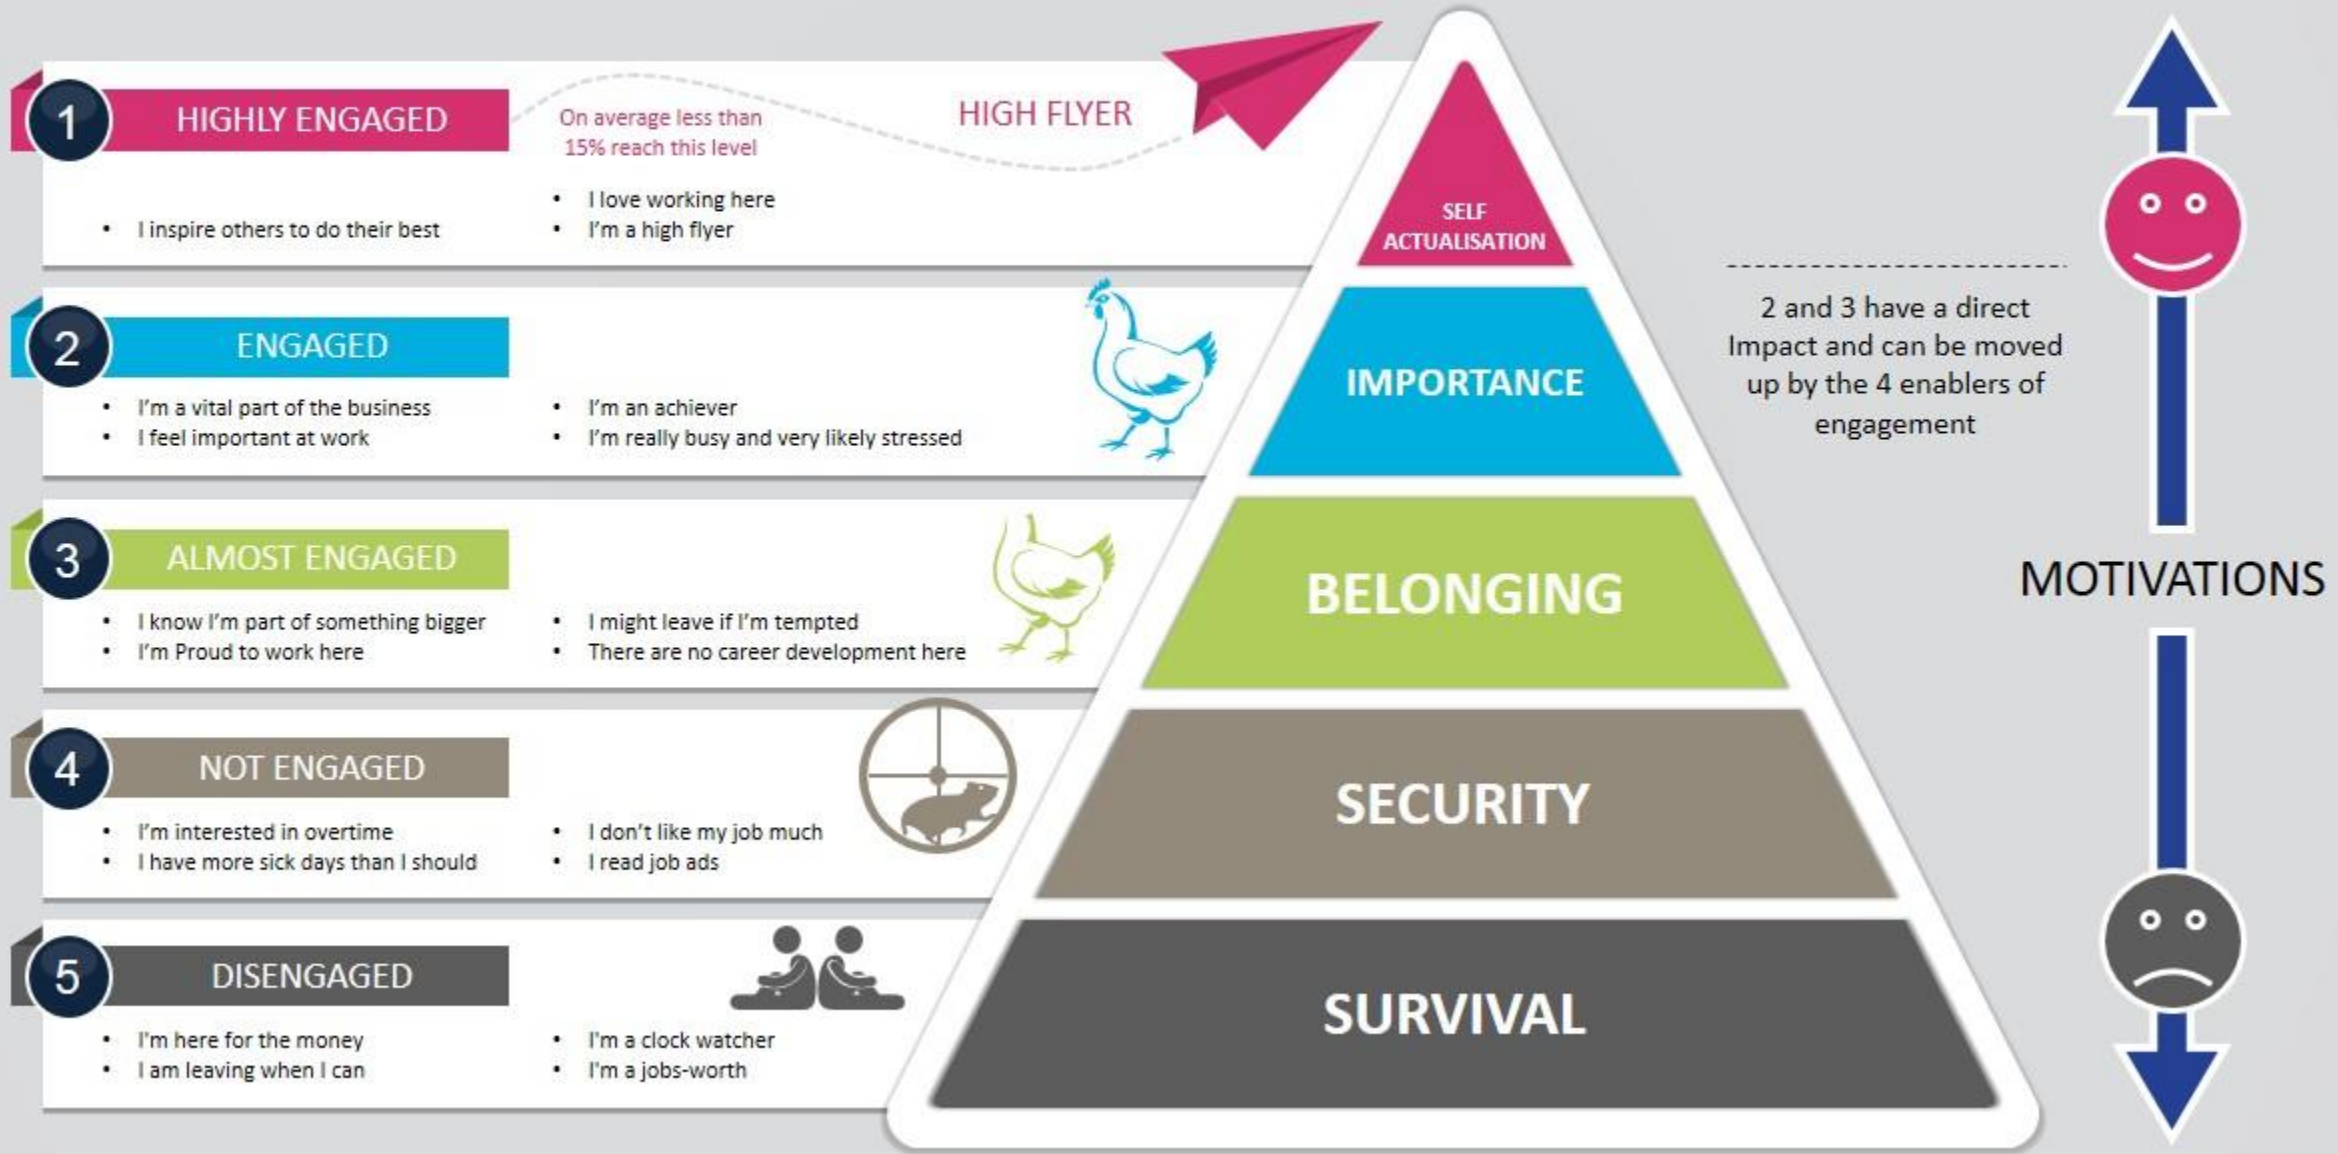 1
HIGHLY ENGAGED
On average less than
15% reach this level
HIGH FLYER
• I inspire others to do their best
• I love working here
• I'm a high flyer
SELF
ACTUALISATION
2
ENGAGED
• I'm a vital part of the business
• I feel important at work
• I'm an achiever
• I'm really busy and very likely stressed
IMPORTANCE
2 and 3 have a direct
Impact and can be moved
up by the 4 enablers of
engagement
3
ALMOST ENGAGED
• I know I'm part of something bigger
• I'm Proud to work here
• I might leave if I'm tempted
• There are no career development here
BELONGING
MOTIVATIONS
4
NOT ENGAGED
• I'm interested in overtime
• I have more sick days than I should
• I don't like my job much
• I read job ads
SECURITY
5
DISENGAGED
• I'm here for the money
• I am leaving when I can
• I'm a clock watcher
• I'm a jobs-worth
SURVIVAL